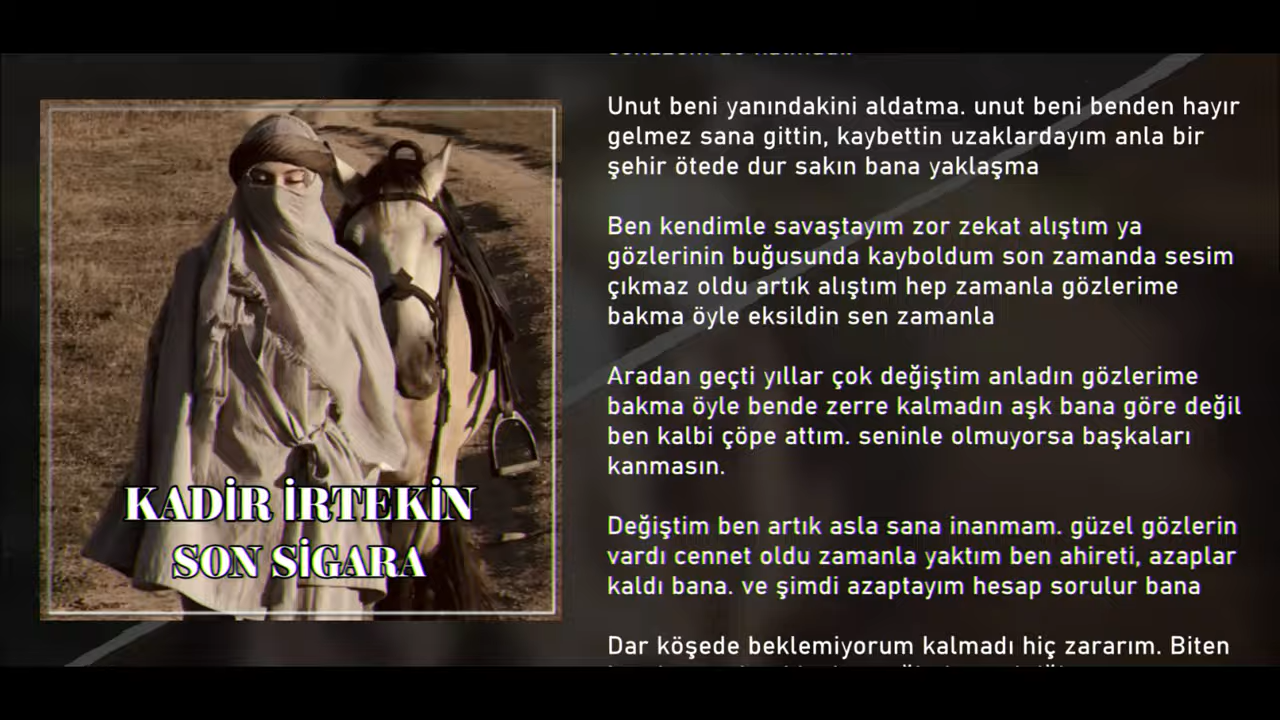 KADİR İRTEKİN
SON SİGARA
Unut beni yanındakini aldatma. unut beni benden hayır
gelmez sana gittin, kaybettin uzaklardayım anla bir
şehir ötede dur sakın bana yaklaşma
Ben kendimle savaştayım zor zekat alıştım ya
gözlerinin buğusunda kayboldum son zamanda sesim
çıkmaz oldu artık alıştım hep zamanla gözlerime
bakma öyle eksildin sen zamanla
Aradan geçti yıllar çok değiştim anladın gözlerime
bakma öyle bende zerre kalmadın aşk bana göre değil
ben kalbi çöpe attım. seninle olmuyorsa başkaları
kanmasın.
Değiştim ben artık asla sana inanmam. güzel gözlerin
vardı cennet oldu zamanla yaktım ben ahireti, azaplar
kaldı bana. ve şimdi azaptayım hesap sorulur bana
Dar köşede beklemiyorum kalmadı hiç zararım. Biten